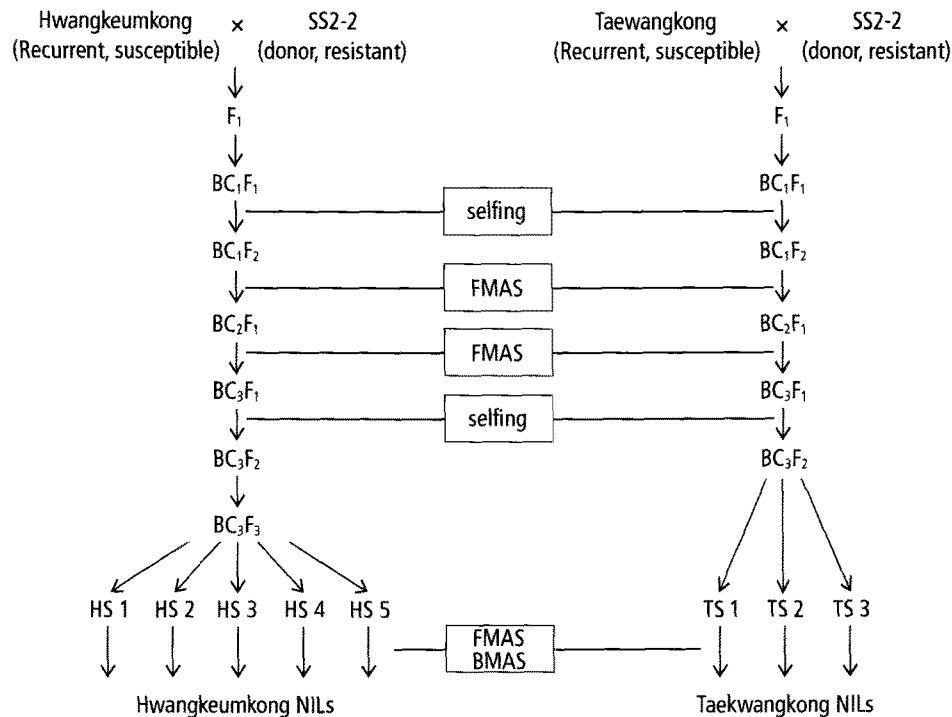 Hwangkeumkong × SS2-2
(Recurrent, susceptible) (donor, resistant)
Taewangkong × SS2-2
(Recurrent, susceptible) (donor, resistant)
F₁ F₁
BC₁F₁ BC₁F₁
selfing
BC₁F₂ BC₁F₂
FMAS
BC₂F₁ BC₂F₁
FMAS
BC₃F₁ BC₃F₁
selfing
BC₃F₂ BC₃F₂
BC₃F₃
HS 1 HS 2 HS 3 HS 4 HS 5 TS 1 TS 2 TS 3
FMAS
BMAS
Hwangkeumkong NILs Taekwangkong NILs